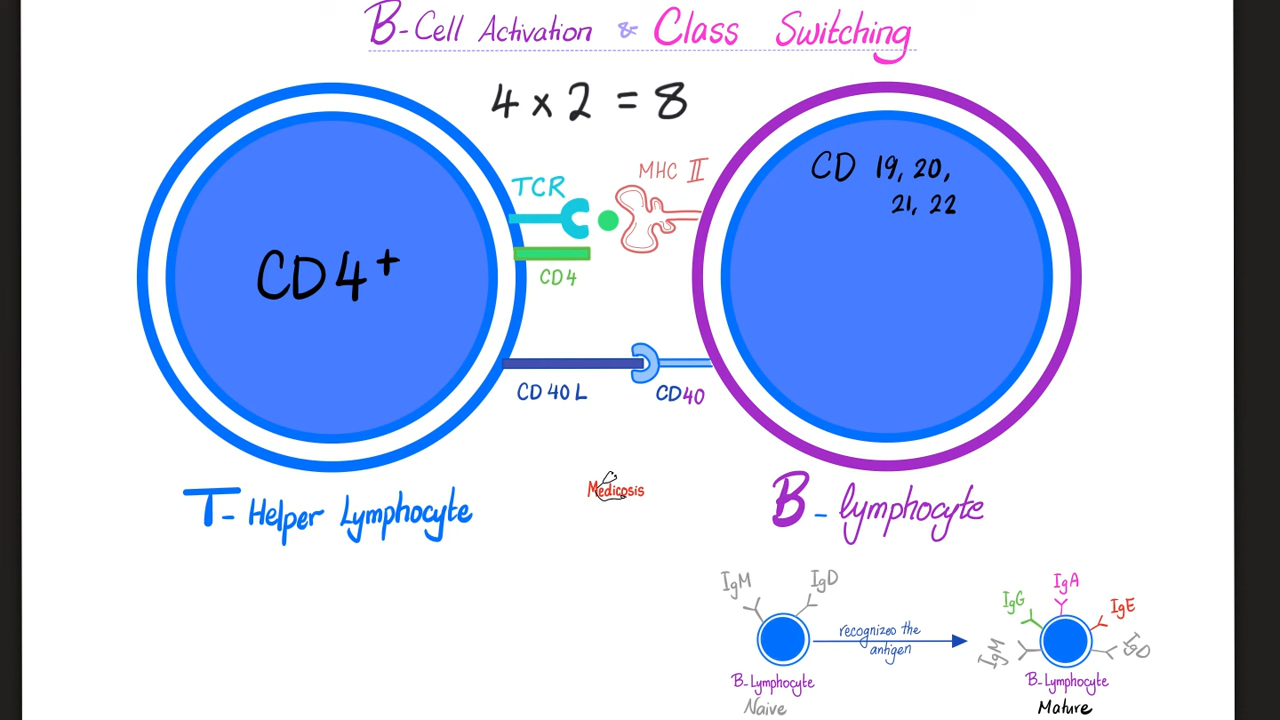 B-Cell Activation & Class Switching
4 x 2 = 8
CD4+
TCR
CD4
MHC II
CD 19, 20,
21, 22
CD 40 L
CD40
T- Helper Lymphocyte
Medicosis
B- lymphocyte
IgM
IgD
B-Lymphocyte
Naive
recognizes the
antigen
IgM
IgG
IgA
IgE
IgD
B-Lymphocyte
Mature